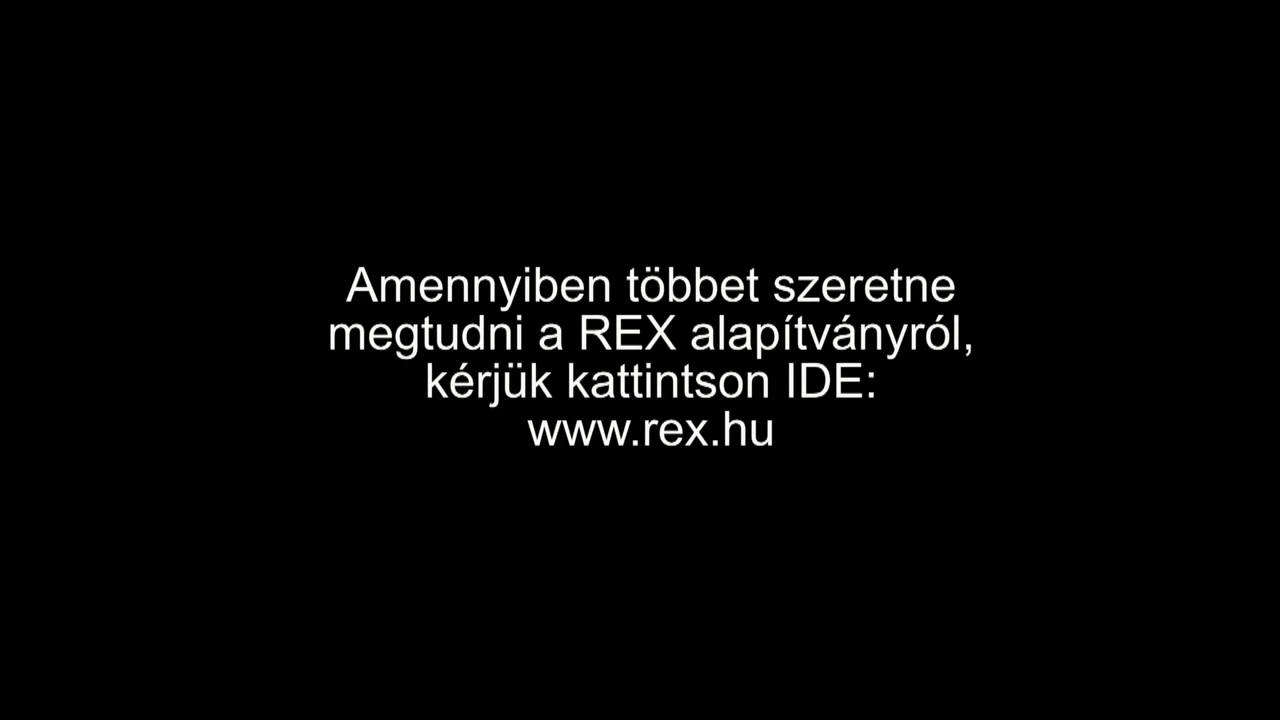 Amennyiben többet szeretne
megtudni a REX alapítványról,
kérjük kattintson IDE:
www.rex.hu